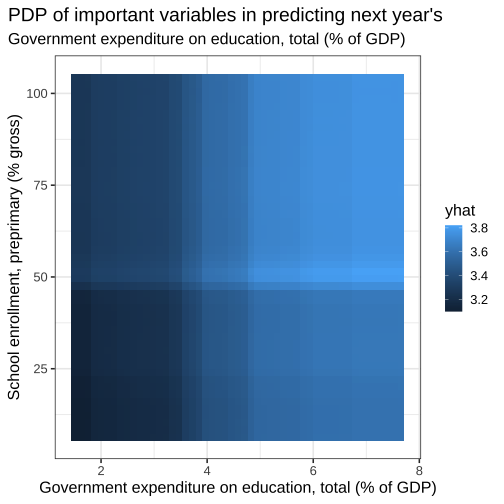 PDP of important variables in predicting next year's
Government expenditure on education, total (% of GDP)
School enrollment, preprimary (% gross)
100
75
50
25
2
4
6
8
Government expenditure on education, total (% of GDP)
yhat
3.8
3.6
3.4
3.2